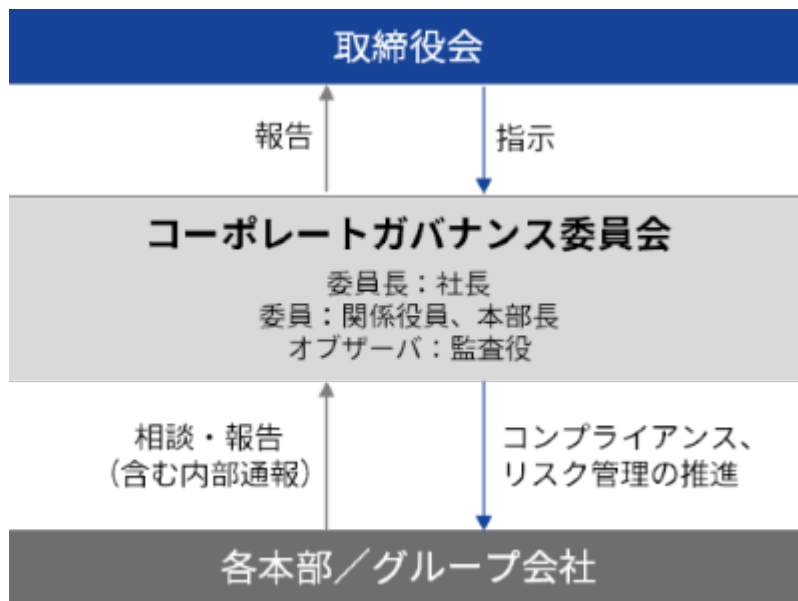 取締役会
報告
指示
コーポレートガバナンス委員会
委員長：社長
委員：関係役員、本部長
オブザーバ：監査役
相談・報告
（含む内部通報）
コンプライアンス、
リスク管理の推進
各本部／グループ会社